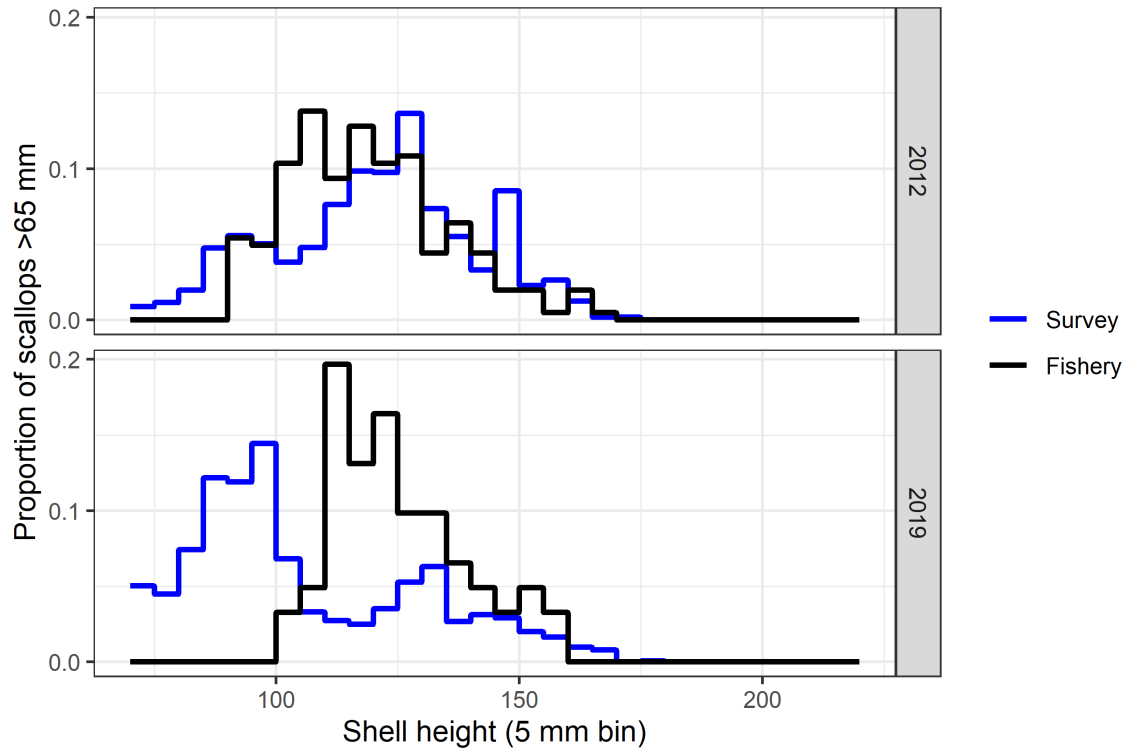 Proportion of scallops >65 mm
0.2
0.1
0.0
2012
0.2
0.1
0.0
2019
100
150
200
Shell height (5 mm bin)
Survey
Fishery